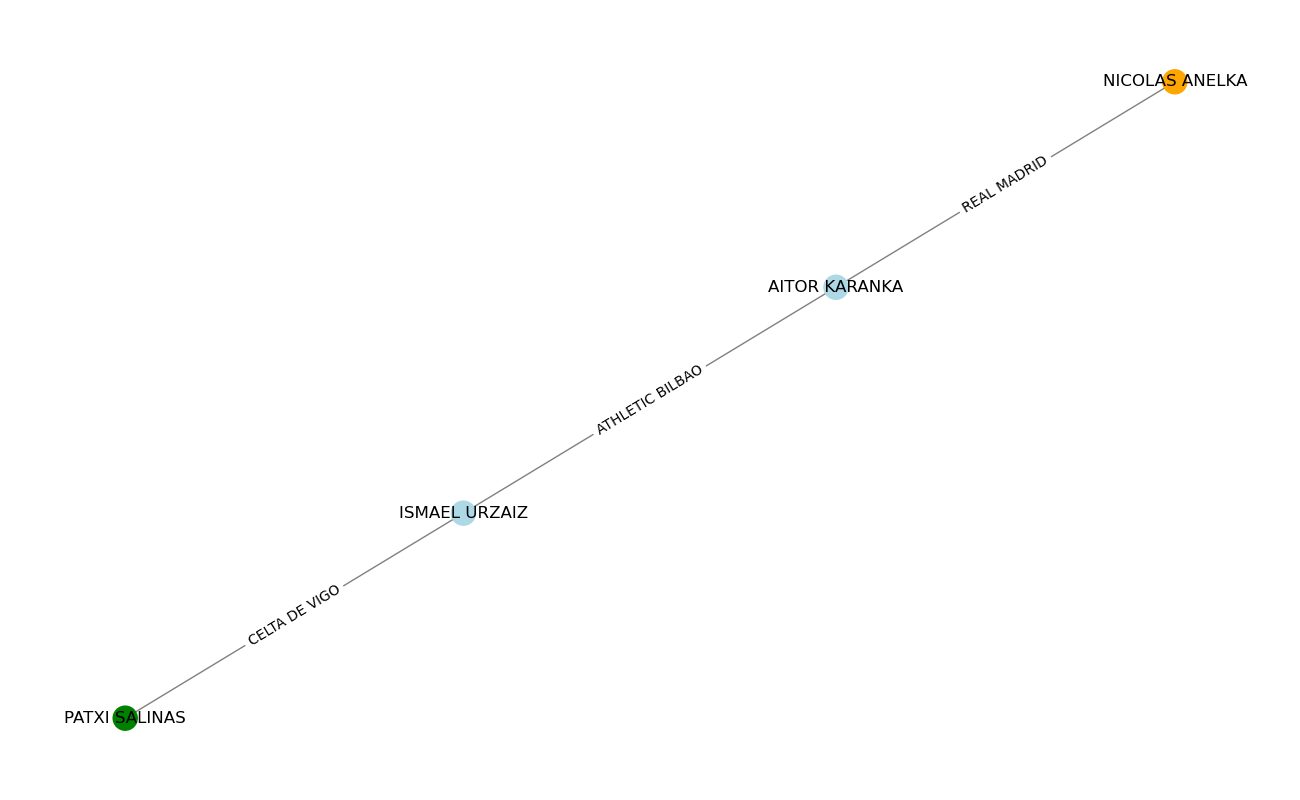 NICOLAS ANELKA
REAL MADRID
AITOR KARANKA
ATHLETIC BILBAO
ISMAEL URZAIZ
CELTA DE VIGO
PATXI SALINAS